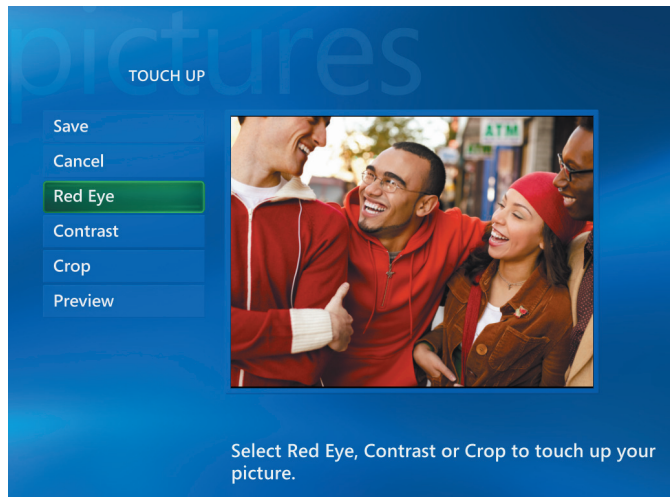 pictures
TOUCH UP
Save
Cancel
Red Eye
Contrast
Crop
Preview
ATM
Select Red Eye, Contrast or Crop to touch up your
picture.